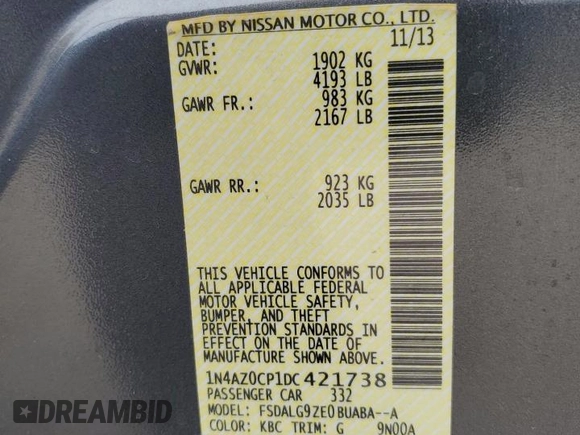 MFD BY NISSAN MOTOR CO., LTD.
DATE: 11/13
GVWR: 1902 KG
4193 LB
GAWR FR.: 983 KG
2167 LB
GAWR RR.: 923 KG
2035 LB
THIS VEHICLE CONFORMS TO
ALL APPLICABLE FEDERAL
MOTOR VEHICLE SAFETY,
BUMPER, AND THEFT
PREVENTION STANDARDS IN
EFFECT ON THE DATE OF
MANUFACTURE SHOWN ABOVE.
1N4AZ0CP1DC421738
PASSENGER CAR 332
MODEL: FSDALG9ZE0BUABA--A
COLOR: KBC TRIM: G 9N00A
AUTOHELPERBOT.COM